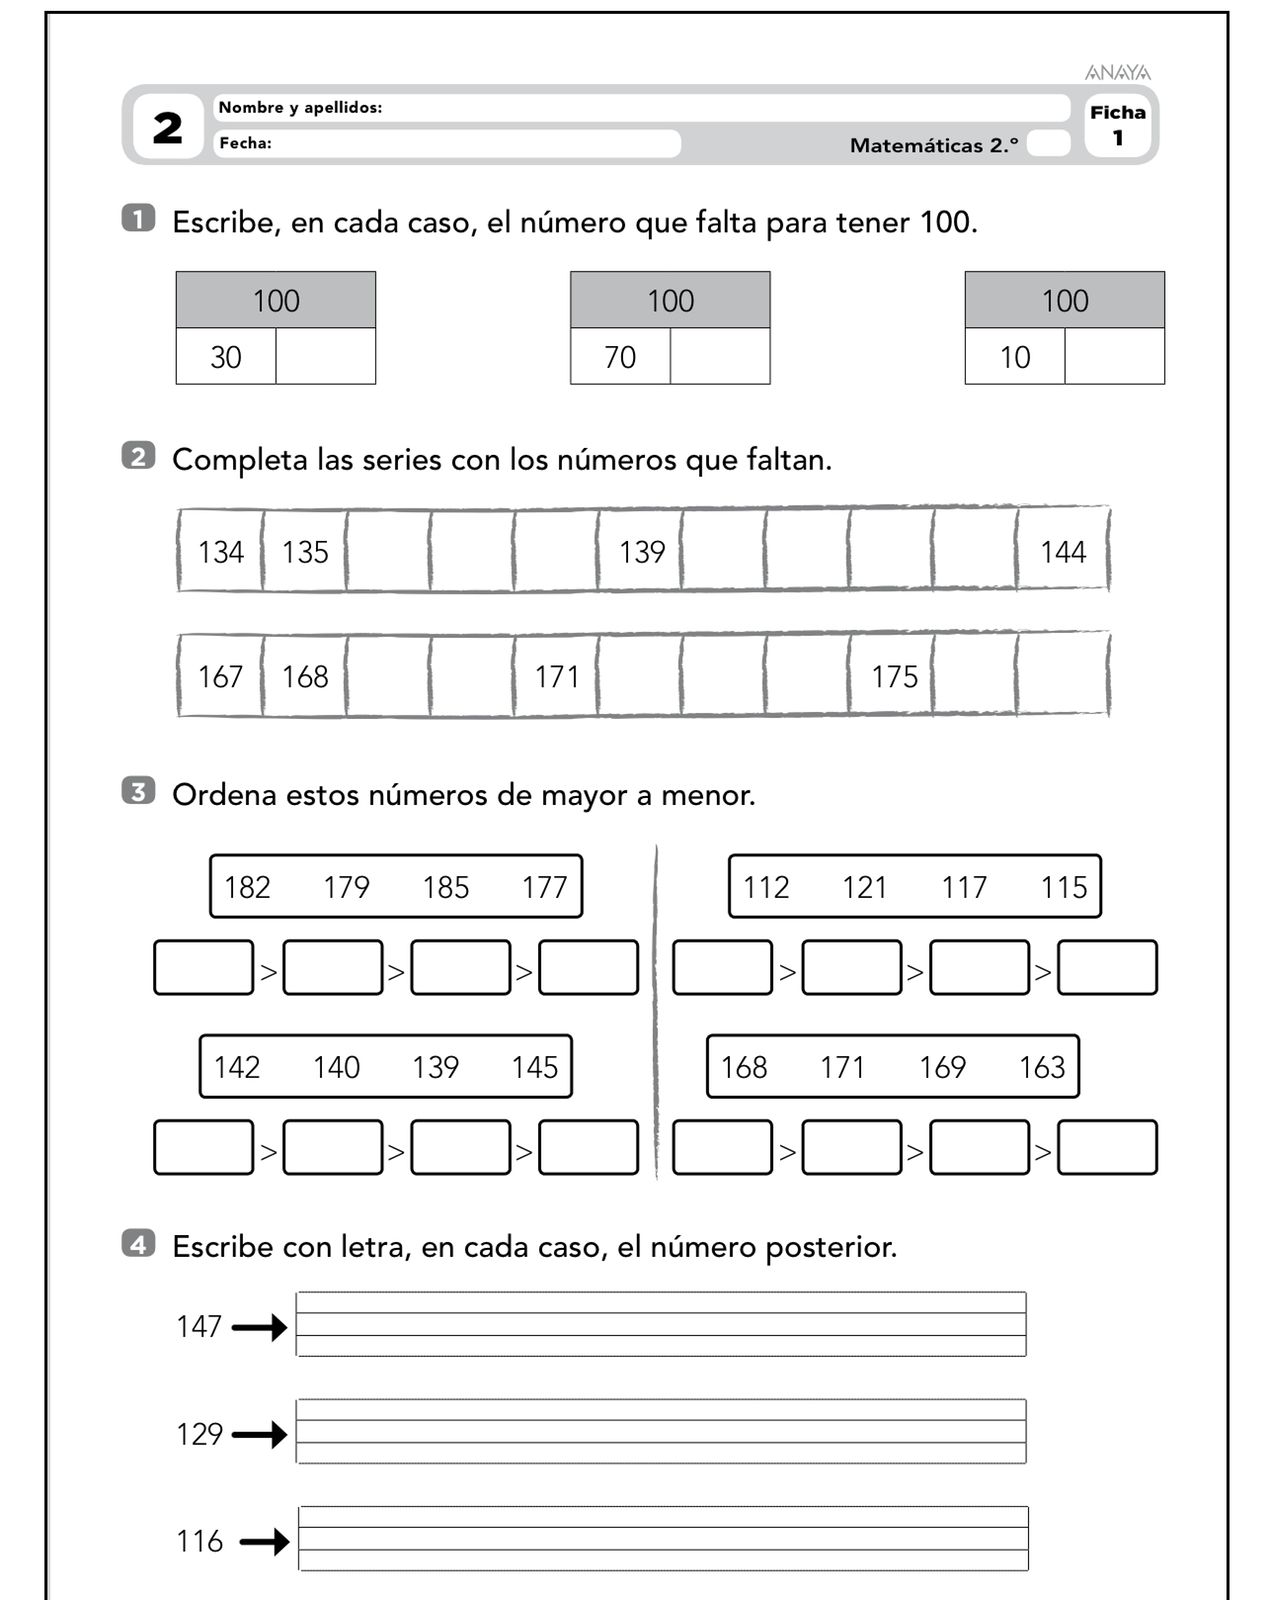 ANAYA
2
Nombre y apellidos:
Fecha:
Matemáticas 2.º
Ficha
1
1 Escribe, en cada caso, el número que falta para tener 100.
100 100 100
30 70 10
2 Completa las series con los números que faltan.
134 135 139 144
167 168 171 175
3 Ordena estos números de mayor a menor.
182 179 185 177
112 121 117 115
> > > > > >
142 140 139 145
168 171 169 163
> > > > > >
4 Escribe con letra, en cada caso, el número posterior.
147
129
116